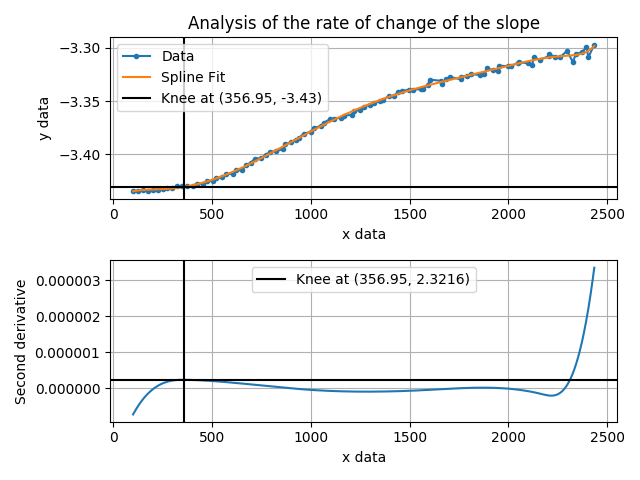 Analysis of the rate of change of the slope
Data
Spline Fit
Knee at (356.95, -3.43)
−3.30
−3.35
−3.40
y data
0
500
1000
1500
2000
2500
x data
Knee at (356.95, 2.3216)
0.000003
0.000002
0.000001
0.000000
Second derivative
0
500
1000
1500
2000
2500
x data